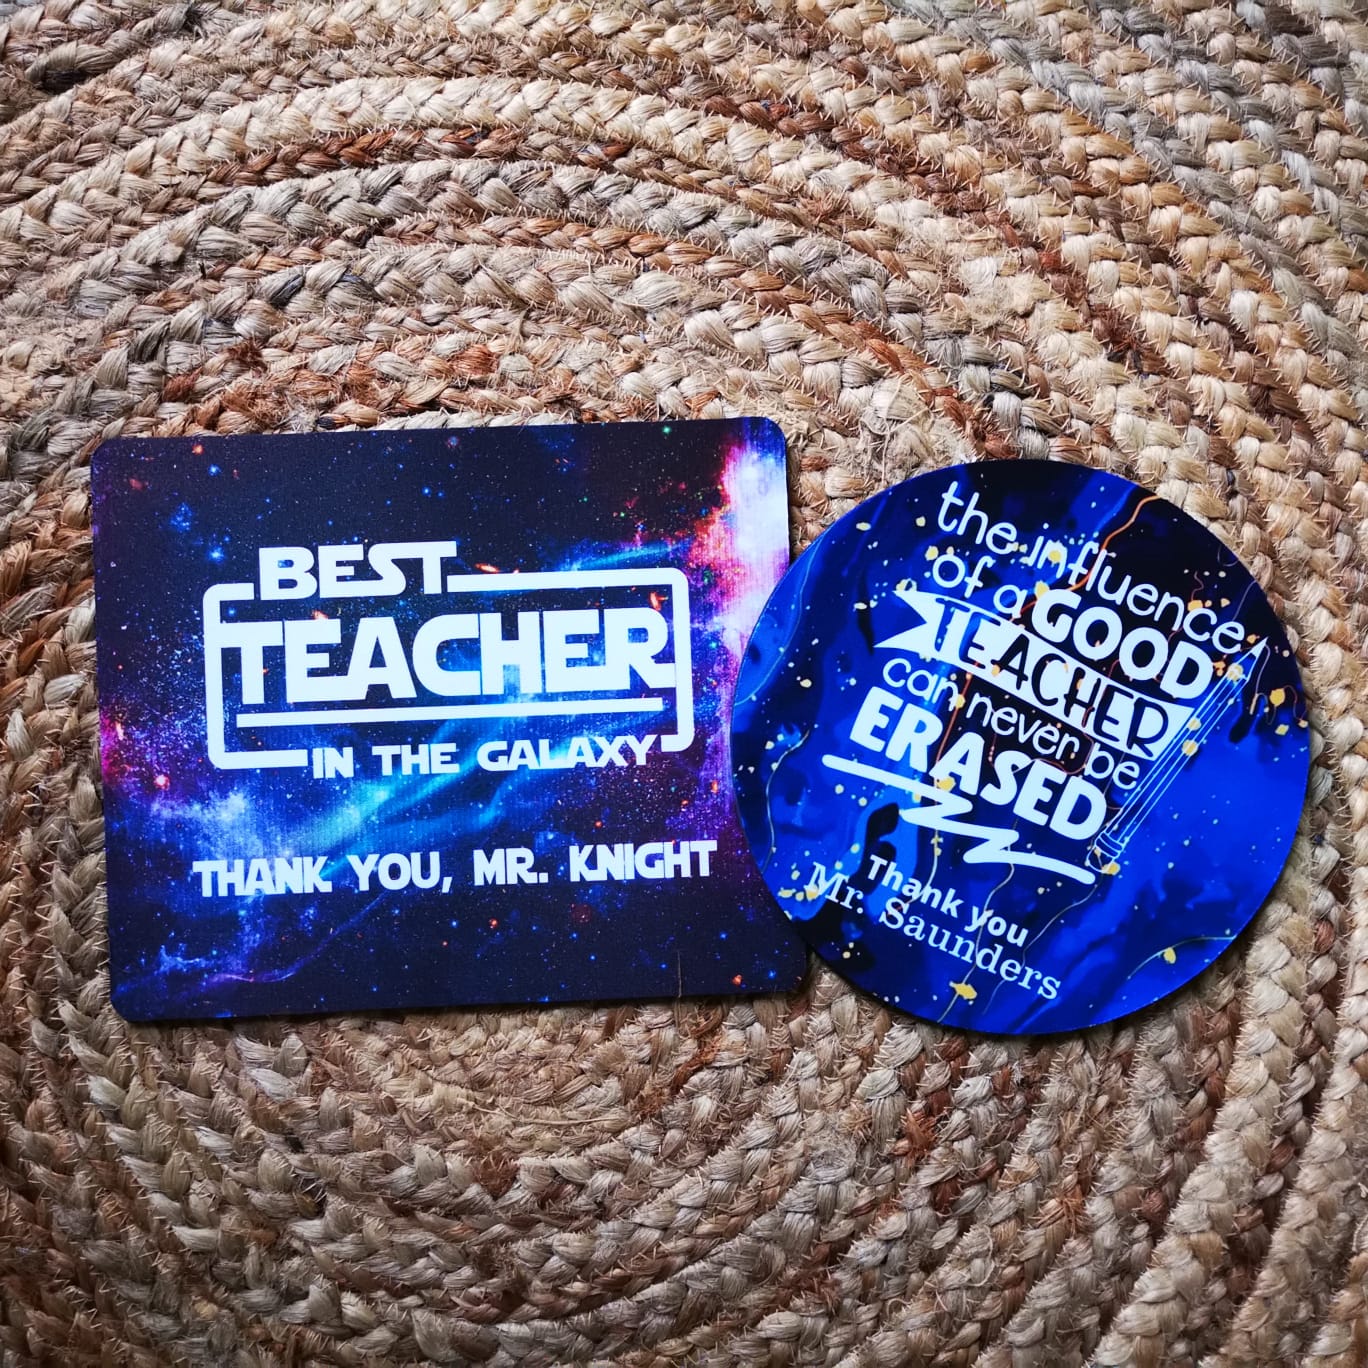 BEST
TEACHER
IN THE GALAXY
THANK YOU, MR. KNIGHT
the influence
of a GOOD
TEACHER
can never be
ERASED
Thank you
Mr. Saunders